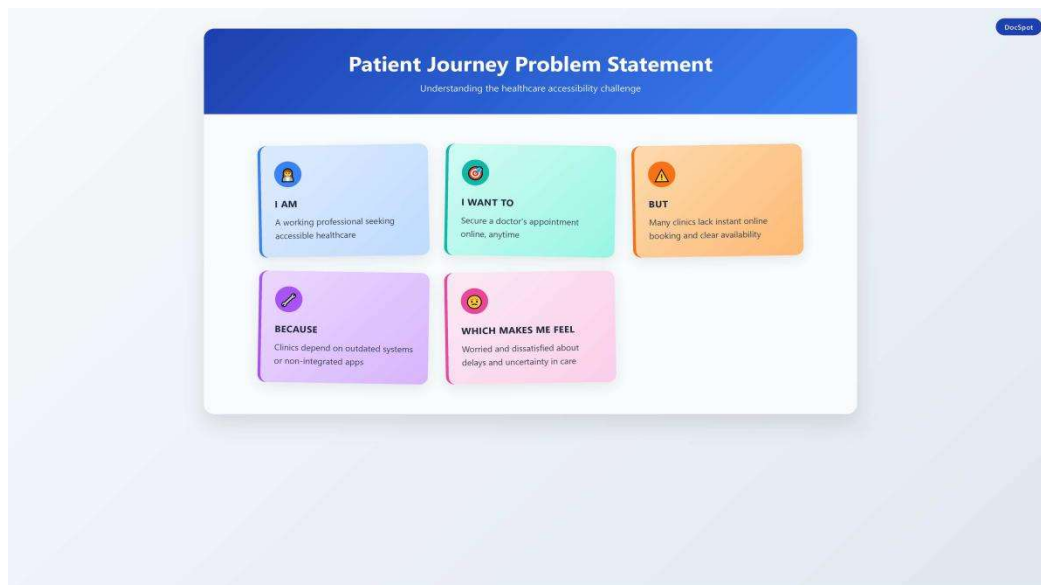 DocSpot
Patient Journey Problem Statement
Understanding the healthcare accessibility challenge
I AM
A working professional seeking
accessible healthcare
I WANT TO
Secure a doctor's appointment
online, anytime
BUT
Many clinics lack instant online
booking and clear availability
BECAUSE
Clinics depend on outdated systems
or non-integrated apps
WHICH MAKES ME FEEL
Worried and dissatisfied about
delays and uncertainty in care